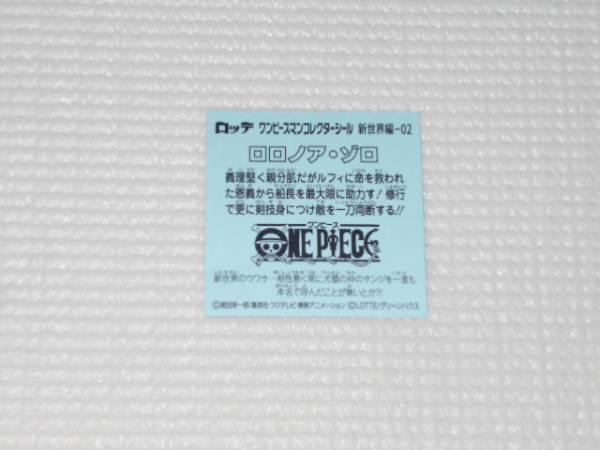 ロッテ ワンピースマンコレクターシール 新世界編-02
ロロノア・ゾロ
義理堅く親分肌だがルフィに命を救われ
た恩義から船長を最大限に助力す! 修行
で更に剣技身につけ敵を一刀両断する!!
ワンピース
ONE PIECE
新世界のウワサ…相性悪く常に犬猿の仲のサンジを一度も
本名で呼んだことが無いとか?!
©尾田栄一郎/集英社・フジテレビ・東映アニメーション ©LOTTE/グリーンハウス